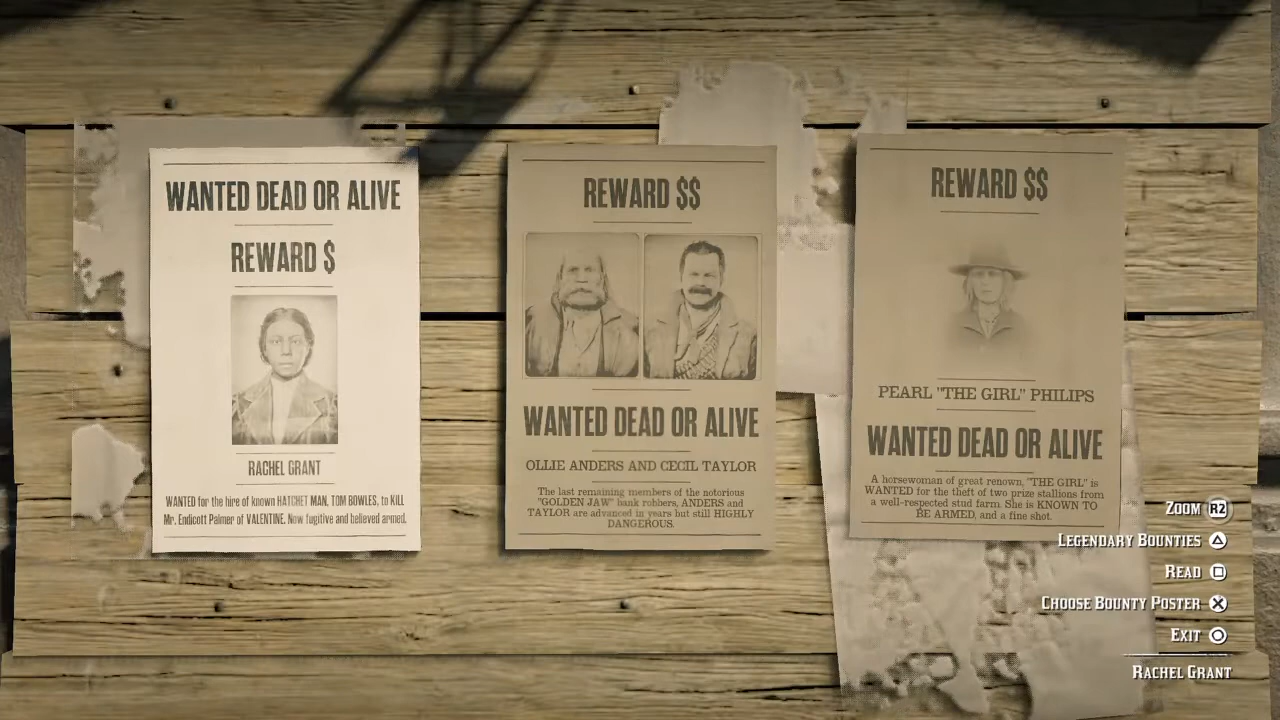 WANTED DEAD OR ALIVE
REWARD $
RACHEL GRANT
WANTED for the hire of known HATCHET MAN, TOM BOWLES, to KILL
Mr. Endicott Palmer of VALENTINE. Now fugitive and believed armed.
REWARD $$
WANTED DEAD OR ALIVE
OLLIE ANDERS AND CECIL TAYLOR
The last remaining members of the notorious
"GOLDEN JAW" bank robbers, ANDERS and
TAYLOR are advanced in years but still HIGHLY
DANGEROUS.
REWARD $$
PEARL "THE GIRL" PHILIPS
WANTED DEAD OR ALIVE
A horsewoman of great renown, "THE GIRL" is
WANTED for the theft of two prize stallions from
a well-respected stud farm. She is KNOWN TO
BE ARMED, and a fine shot.
ZOOM R2
LEGENDARY BOUNTIES
READ
CHOOSE BOUNTY POSTER
EXIT
RACHEL GRANT